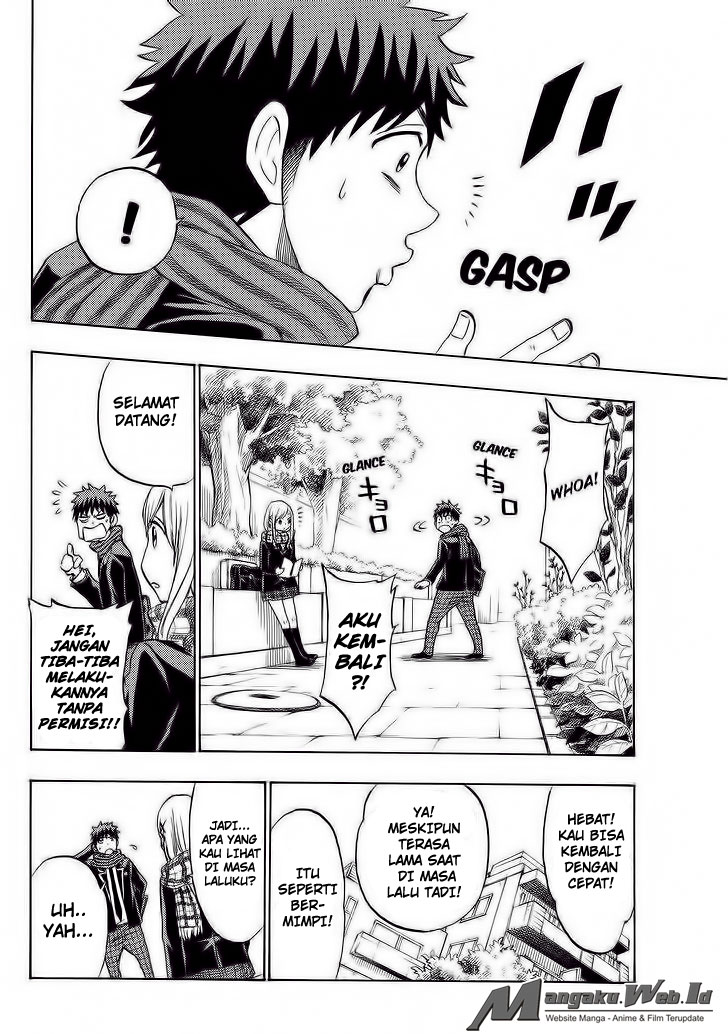 !
GASP
WHOA!
GLANCE
キョロ
GLANCE
キョロ
AKU
KEM-
BALI
?!
SELAMAT
DATANG!
HEI,
JANGAN
TIBA-TIBA
MELAKU-
KANNYA
TANPA
PERMISI!!
HEBAT!
KAU BISA
KEMBALI
DENGAN
CEPAT!
YA!
MESKIPUN
TERASA
LAMA SAAT
DI MASA
LALU TADI!
ITU
SEPERTI
BER-
MIMPI!
JADI...
APA YANG
KAU LIHAT
DI MASA
LALUKU?
UH..
YAH...
Mangaku.Web.Id
Website Manga - Anime & Film Terupdate